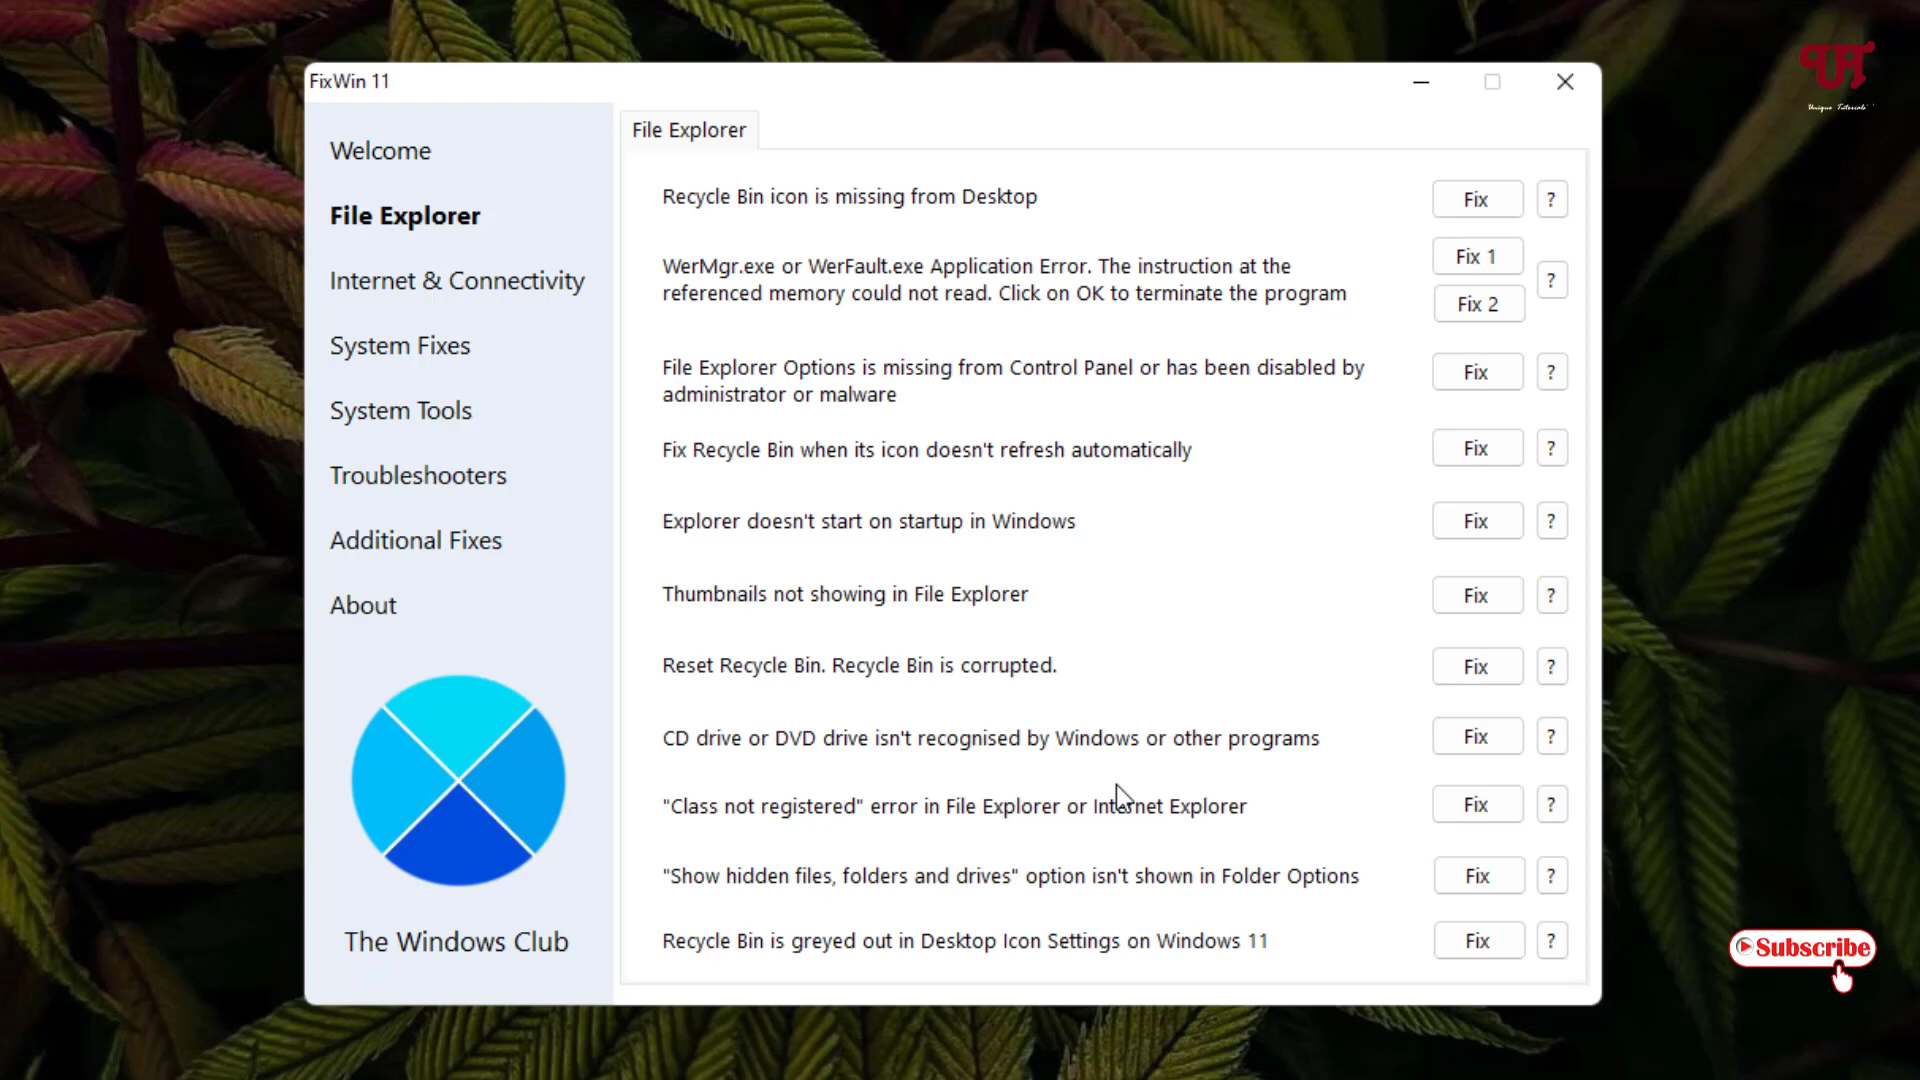 FixWin 11
Welcome
File Explorer
Internet & Connectivity
System Fixes
System Tools
Troubleshooters
Additional Fixes
About
The Windows Club
File Explorer
Recycle Bin icon is missing from Desktop
Fix ?
WerMgr.exe or WerFault.exe Application Error. The instruction at the
referenced memory could not read. Click on OK to terminate the program
Fix 1
Fix 2
?
File Explorer Options is missing from Control Panel or has been disabled by
administrator or malware
Fix ?
Fix Recycle Bin when its icon doesn't refresh automatically
Fix ?
Explorer doesn't start on startup in Windows
Fix ?
Thumbnails not showing in File Explorer
Fix ?
Reset Recycle Bin. Recycle Bin is corrupted.
Fix ?
CD drive or DVD drive isn't recognised by Windows or other programs
Fix ?
"Class not registered" error in File Explorer or Internet Explorer
Fix ?
"Show hidden files, folders and drives" option isn't shown in Folder Options
Fix ?
Recycle Bin is greyed out in Desktop Icon Settings on Windows 11
Fix ?
UT
Unique Tutorials
Subscribe